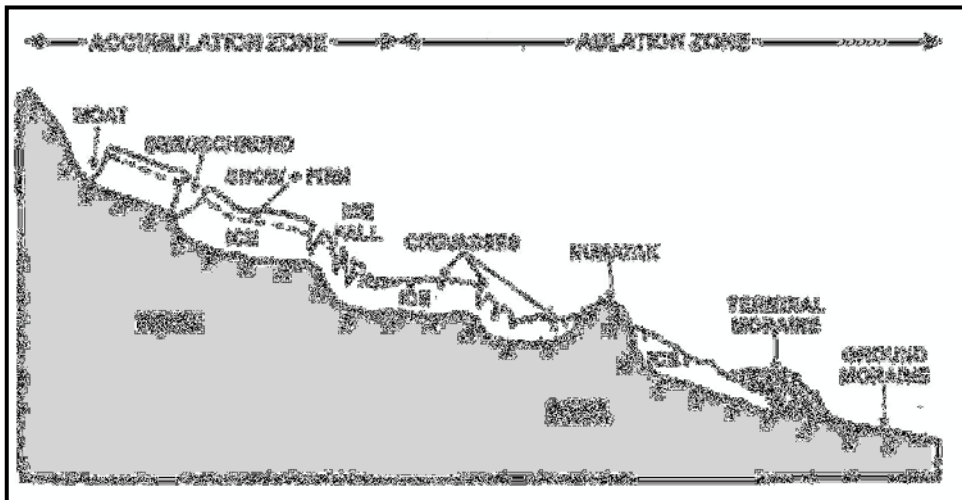 ACCUMULATION ZONE
ABLATION ZONE
MOAT
BERGSCHRUND
SNOW + FIRN
ICE
ICE
FALL
CREVASSES
ICE
NUNATAK
TERMINAL
MORAINE
ICE
GROUND
MORAINE
ROCK